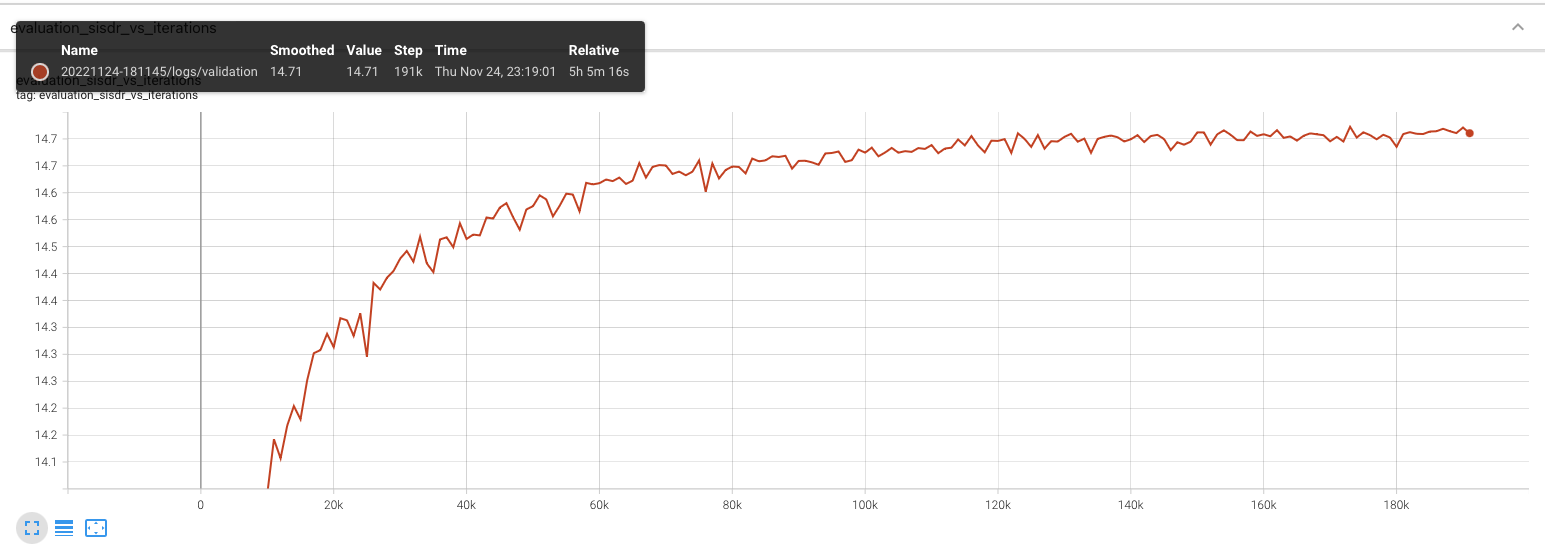 evaluation_sisdr_vs_iterations
Name Smoothed Value Step Time Relative
20221124-181145/logs/validation 14.71 14.71 191k Thu Nov 24, 23:19:01 5h 5m 16s
evaluation_sisdr_vs_iterations
tag: evaluation_sisdr_vs_iterations
14.7
14.7
14.6
14.6
14.5
14.4
14.4
14.3
14.3
14.3
14.2
14.2
14.1
0 20k 40k 60k 80k 100k 120k 140k 160k 180k